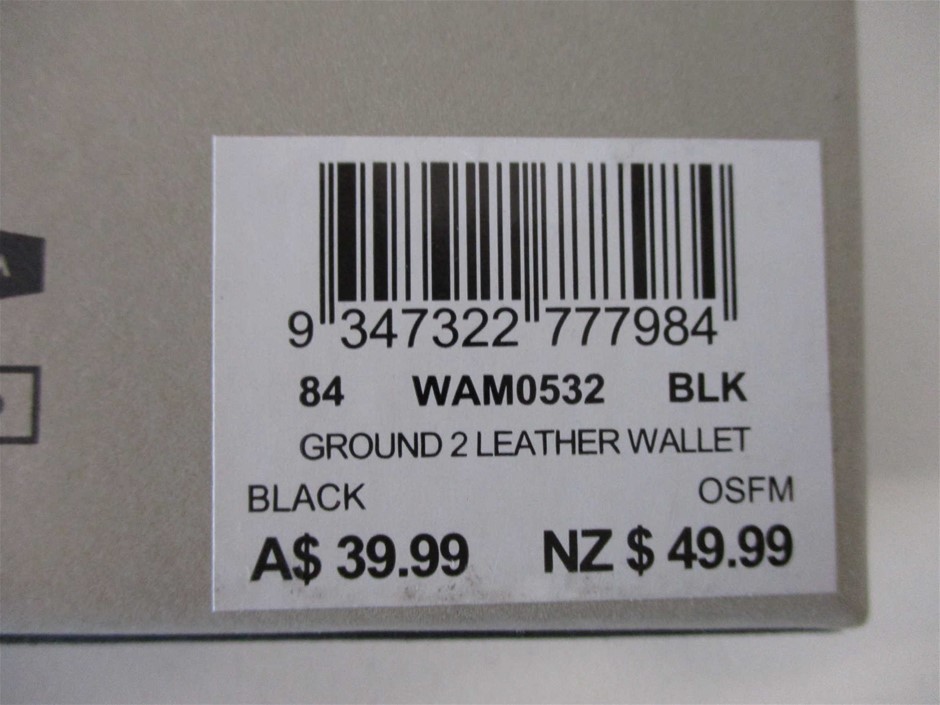 9 347322 777984
84 WAM0532 BLK
GROUND 2 LEATHER WALLET
BLACK OSFM
A$ 39.99 NZ $ 49.99